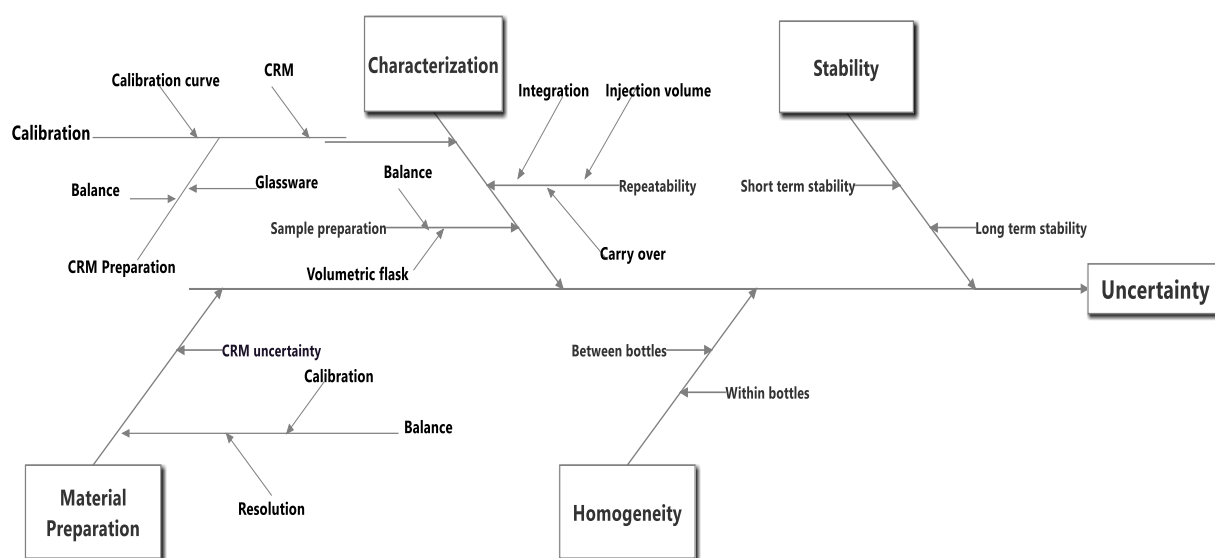 Characterization
Stability
CRM
Calibration curve
Integration
Injection volume
Calibration
Balance
Glassware
Balance
Repeatability
Short term stability
Sample preparation
Long term stability
Carry over
CRM Preparation
Volumetric flask
Uncertainty
CRM uncertainty
Between bottles
Calibration
Within bottles
Balance
Material
Preparation
Resolution
Homogeneity